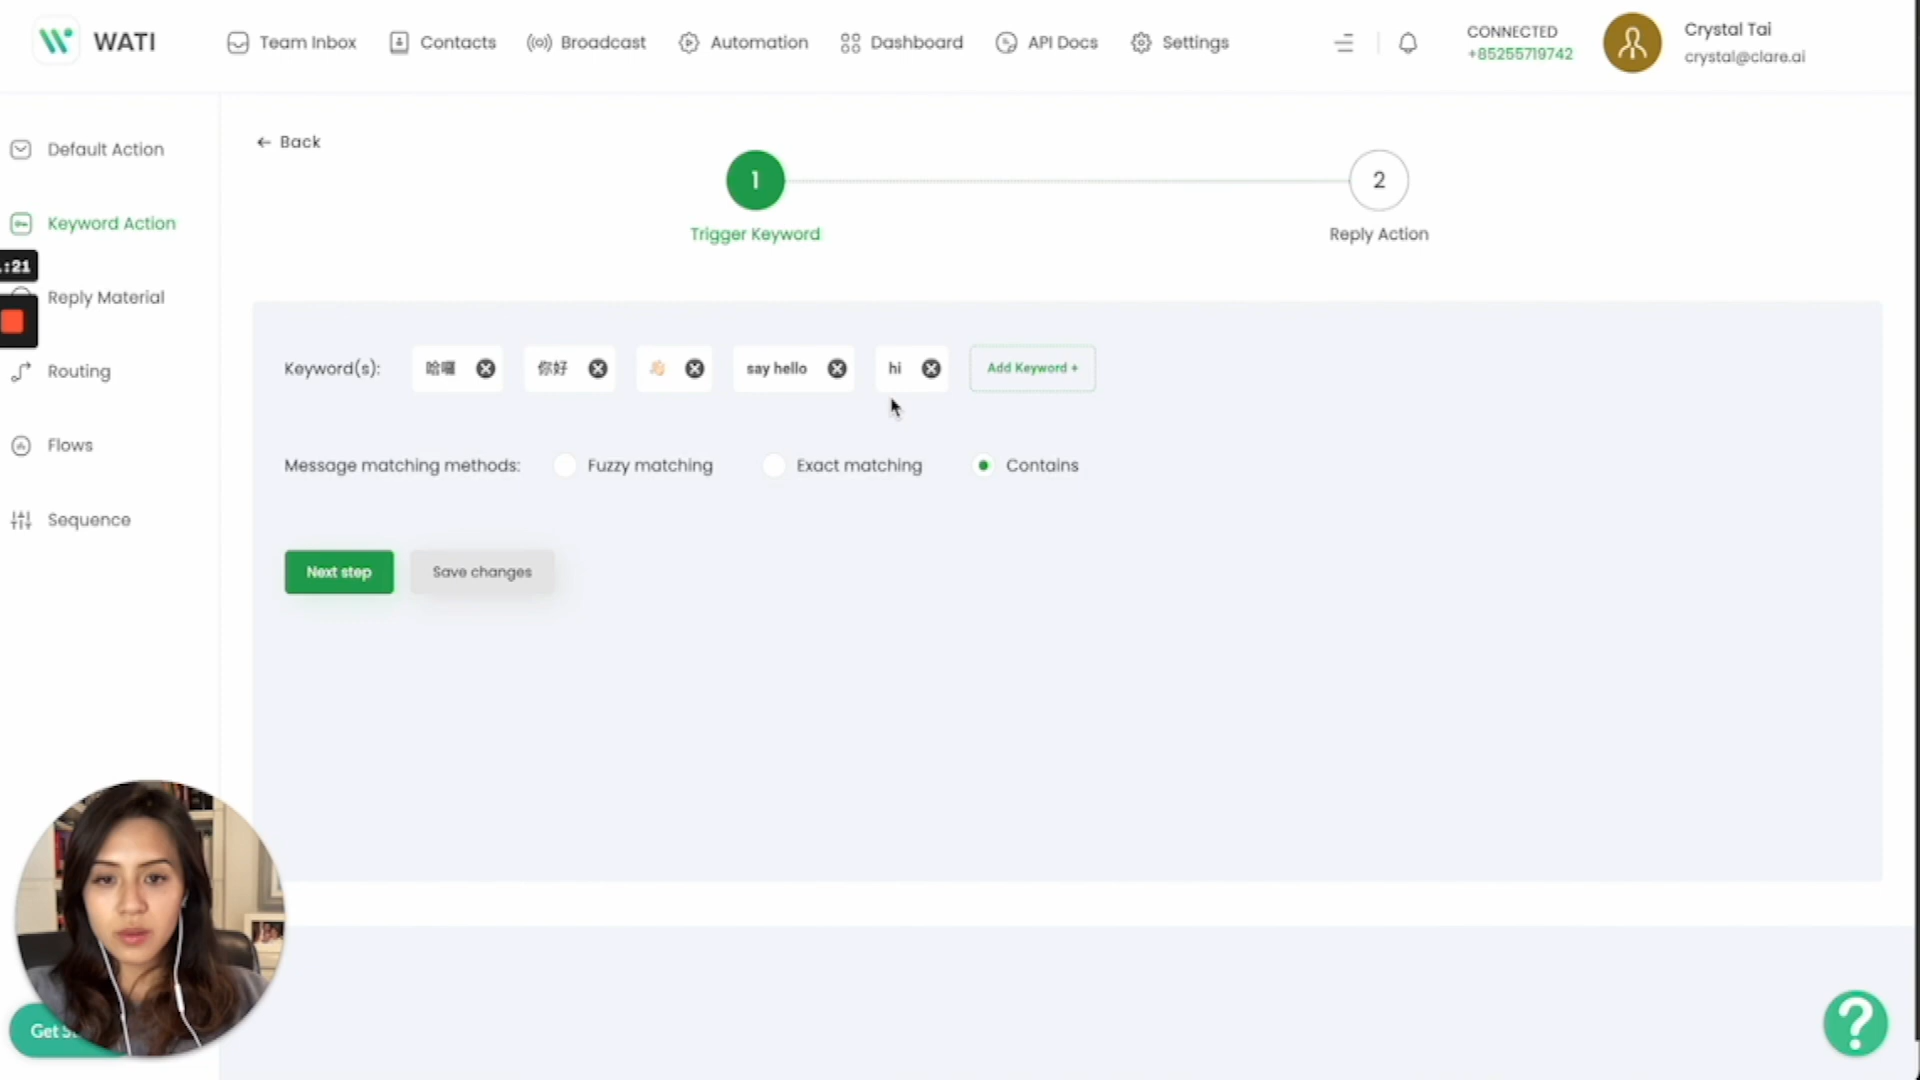 WATI
Team Inbox
Contacts
Broadcast
Automation
Dashboard
API Docs
Settings
CONNECTED
+85255719742
Crystal Tai
crystal@clare.ai
Default Action
Keyword Action
:21
Reply Material
Routing
Flows
Sequence
← Back
1
2
Trigger Keyword
Reply Action
Keyword(s): 哈囉 你好 👋🏻 say hello hi Add Keyword +
Message matching methods: Fuzzy matching Exact matching Contains
Next step Save changes
Get S
?